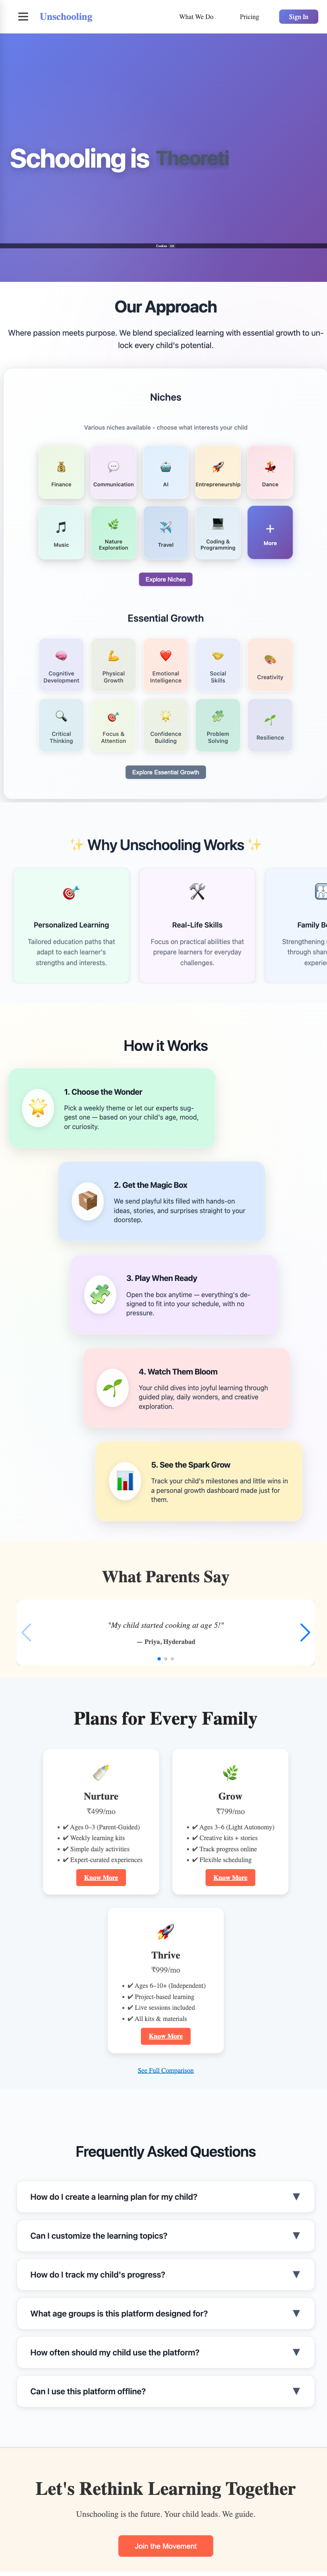 Unschooling
What We Do
Pricing
Sign In
Schooling is Theoreti
Our Approach
Where passion meets purpose. We blend specialized learning with essential growth to un-
lock every child's potential.
Niches
Various niches available - choose what interests your child
Finance
Communication
AI
Entrepreneurship
Dance
Music
Nature
Exploration
Travel
Coding &
Programming
+
More
Explore Niches
Essential Growth
Cognitive
Development
Physical
Growth
Emotional
Intelligence
Social
Skills
Creativity
Critical
Thinking
Focus &
Attention
Confidence
Building
Problem
Solving
Resilience
Explore Essential Growth
✨ Why Unschooling Works ✨
Personalized Learning
Tailored education paths that
adapt to each learner's
strengths and interests.
Real-Life Skills
Focus on practical abilities that
prepare learners for everyday
challenges.
Family B
Strengthening
through shar
experie
How it Works
1. Choose the Wonder
Pick a weekly theme or let our experts sug-
gest one — based on your child's age, mood,
or curiosity.
2. Get the Magic Box
We send playful kits filled with hands-on
ideas, stories, and surprises straight to your
doorstep.
3. Play When Ready
Open the box anytime — everything's de-
signed to fit into your schedule, with no
pressure.
4. Watch Them Bloom
Your child dives into joyful learning through
guided play, daily wonders, and creative
exploration.
5. See the Spark Grow
Track your child's milestones and little wins in
a personal growth dashboard made just for
them.
What Parents Say
"My child started cooking at age 5!"
— Priya, Hyderabad
Plans for Every Family
Nurture
₹499/mo
• ✔ Ages 0–3 (Parent-Guided)
• ✔ Weekly learning kits
• ✔ Simple daily activities
• ✔ Expert-curated experiences
Know More
Grow
₹799/mo
• ✔ Ages 3–6 (Light Autonomy)
• ✔ Creative kits + stories
• ✔ Track progress online
• ✔ Flexible scheduling
Know More
Thrive
₹999/mo
• ✔ Ages 6–10+ (Independent)
• ✔ Project-based learning
• ✔ Live sessions included
• ✔ All kits & materials
Know More
See Full Comparison
Frequently Asked Questions
How do I create a learning plan for my child?
Can I customize the learning topics?
How do I track my child's progress?
What age groups is this platform designed for?
How often should my child use the platform?
Can I use this platform offline?
Let's Rethink Learning Together
Unschooling is the future. Your child leads. We guide.
Join the Movement